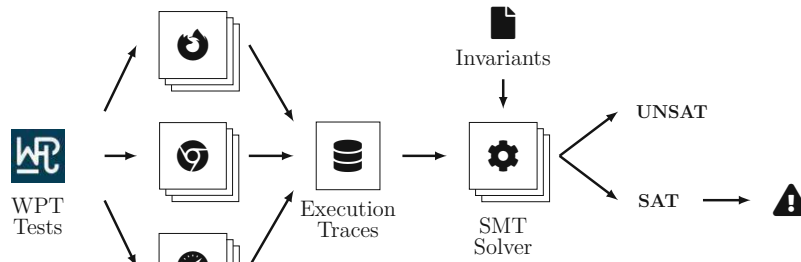 Invariants
UNSAT
WPT
Tests
Execution
Traces
SMT
Solver
SAT